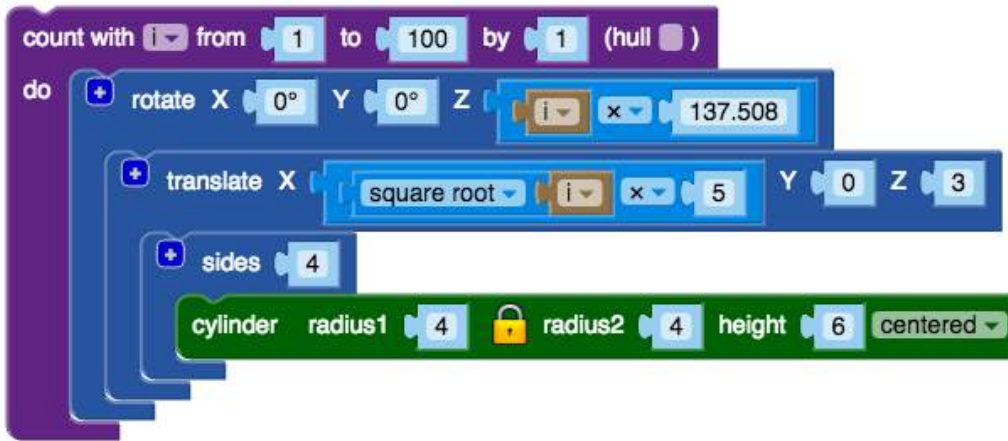 count with i from 1 to 100 by 1 (hull )
do rotate X 0° Y 0° Z i × 137.508
translate X square root i × 5 Y 0 Z 3
sides 4
cylinder radius1 4 radius2 4 height 6 centered